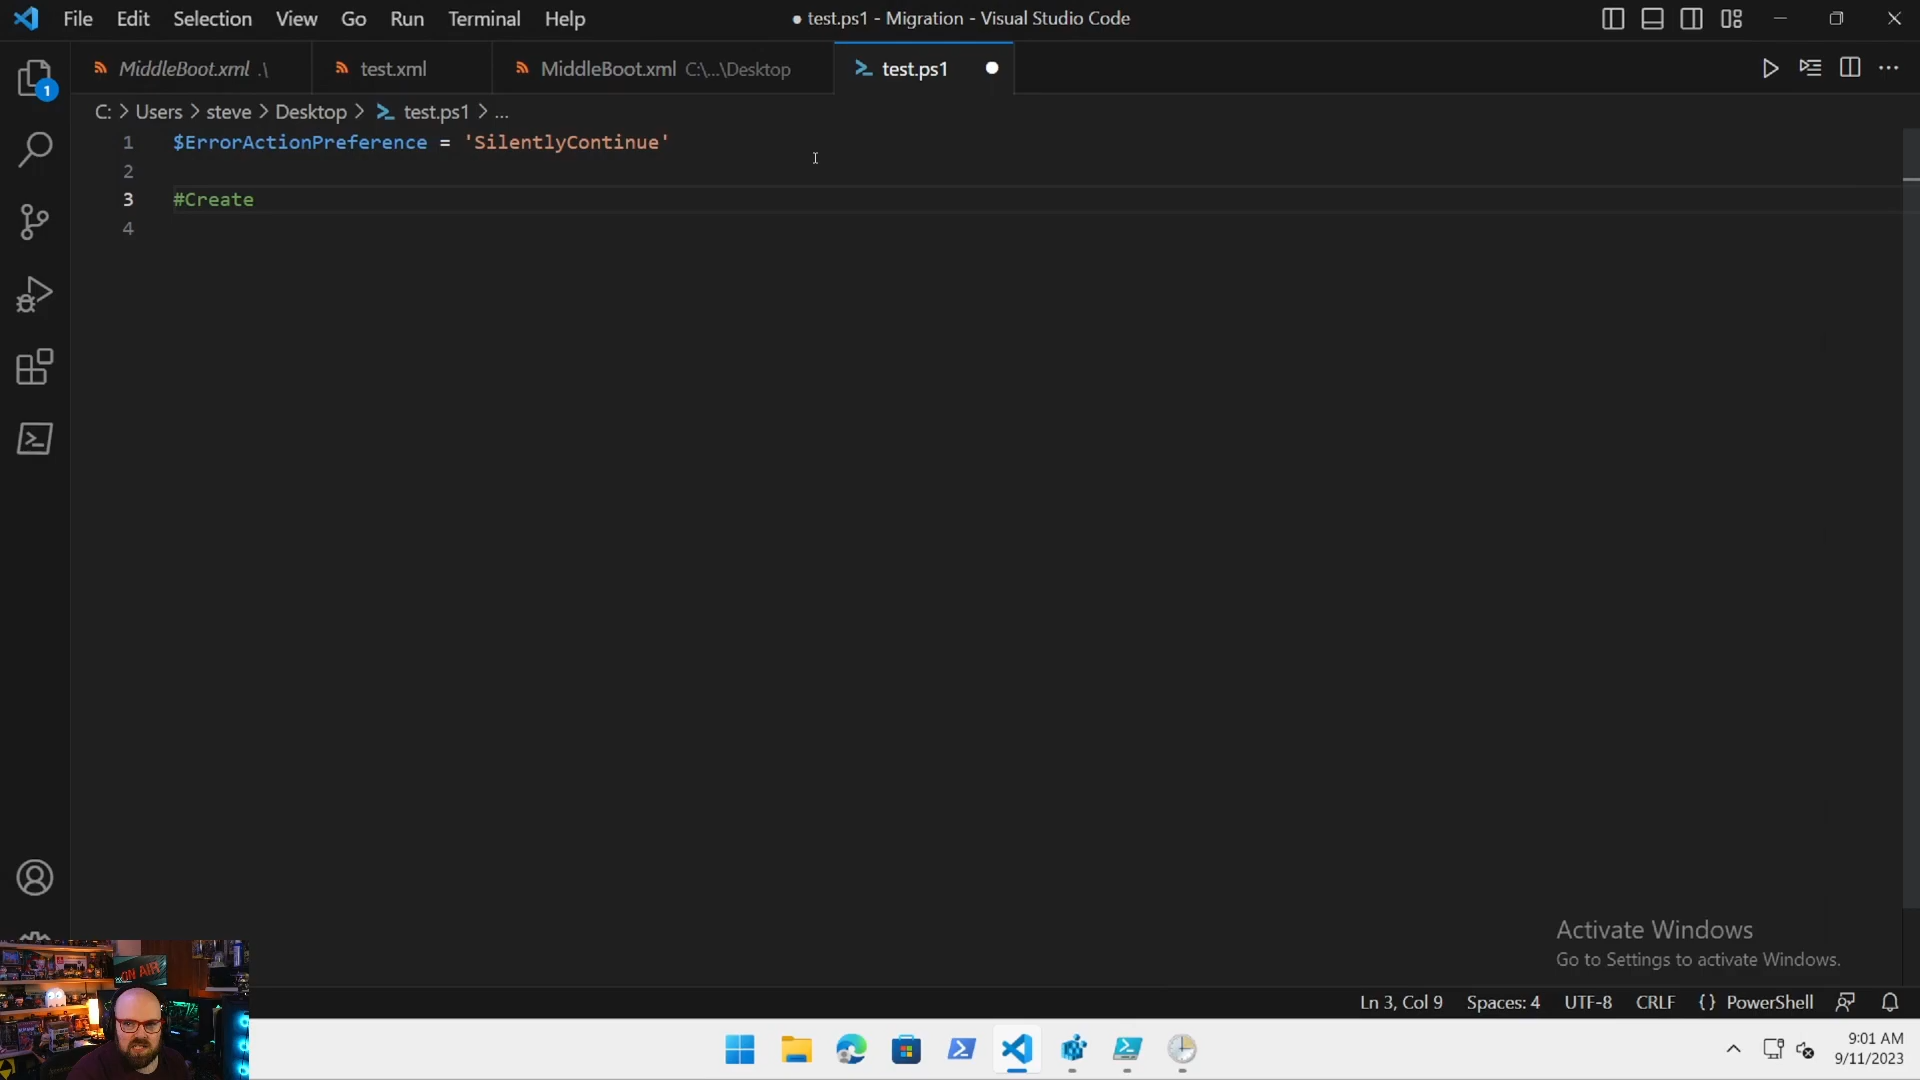 File Edit Selection View Go Run Terminal Help
● test.ps1 - Migration - Visual Studio Code
MiddleBoot.xml .\
test.xml
MiddleBoot.xml C:\...\Desktop
test.ps1
1
C: > Users > steve > Desktop > test.ps1 > ...
1 $ErrorActionPreference = 'SilentlyContinue'
2
3 #Create
4
Activate Windows
Go to Settings to activate Windows.
ON AIR
Ln 3, Col 9 Spaces: 4 UTF-8 CRLF {} PowerShell
9:01 AM
9/11/2023